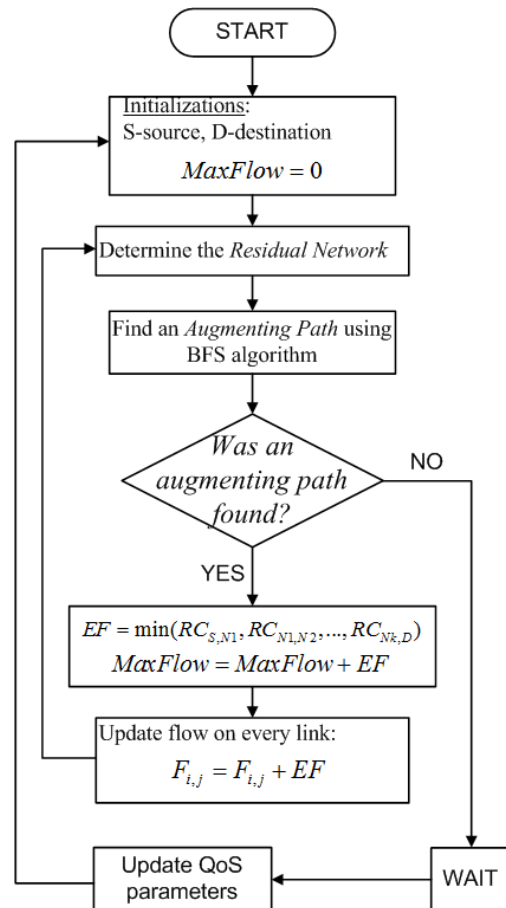 START
Initializations:
S-source, D-destination
MaxFlow = 0
Determine the Residual Network
Find an Augmenting Path using
BFS algorithm
Was an
augmenting path
found?
NO
YES
EF = min(RC_{S,N1}, RC_{N1,N2}, ..., RC_{Nk,D})
MaxFlow = MaxFlow + EF
Update flow on every link:
F_{i,j} = F_{i,j} + EF
Update QoS
parameters
WAIT